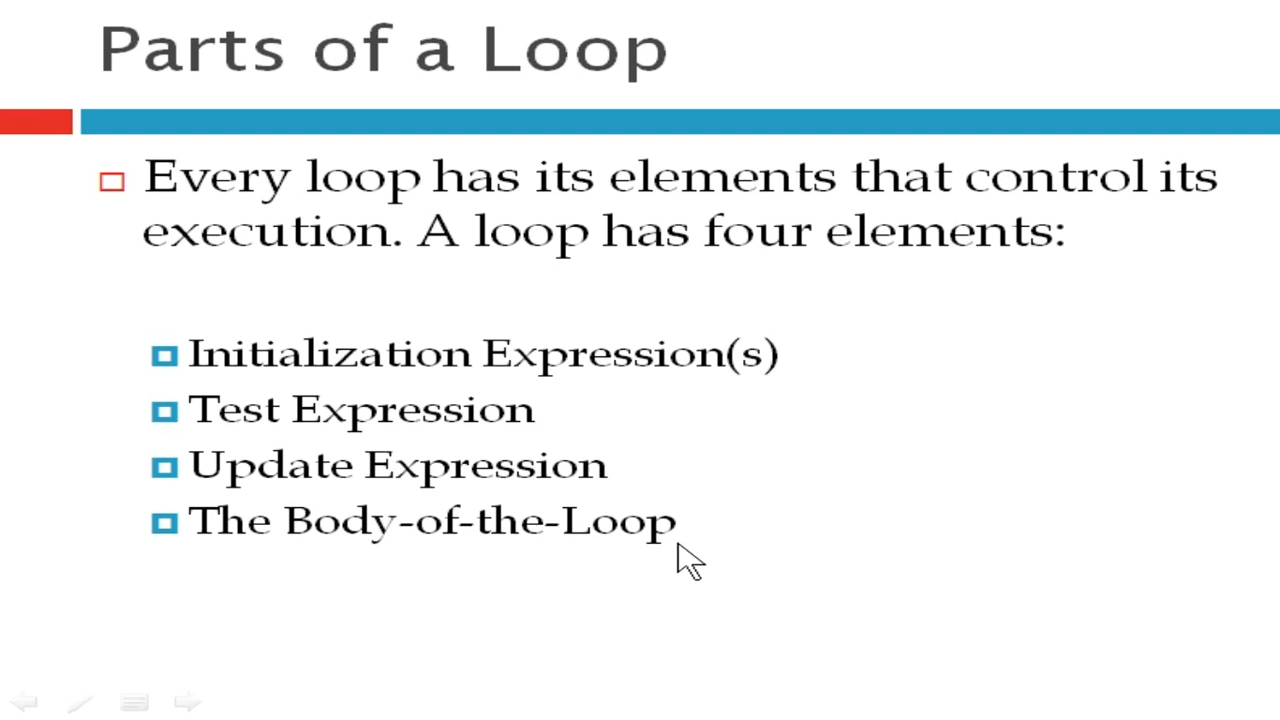 Parts of a Loop
Every loop has its elements that control its
execution. A loop has four elements:
Initialization Expression(s)
Test Expression
Update Expression
The Body-of-the-Loop